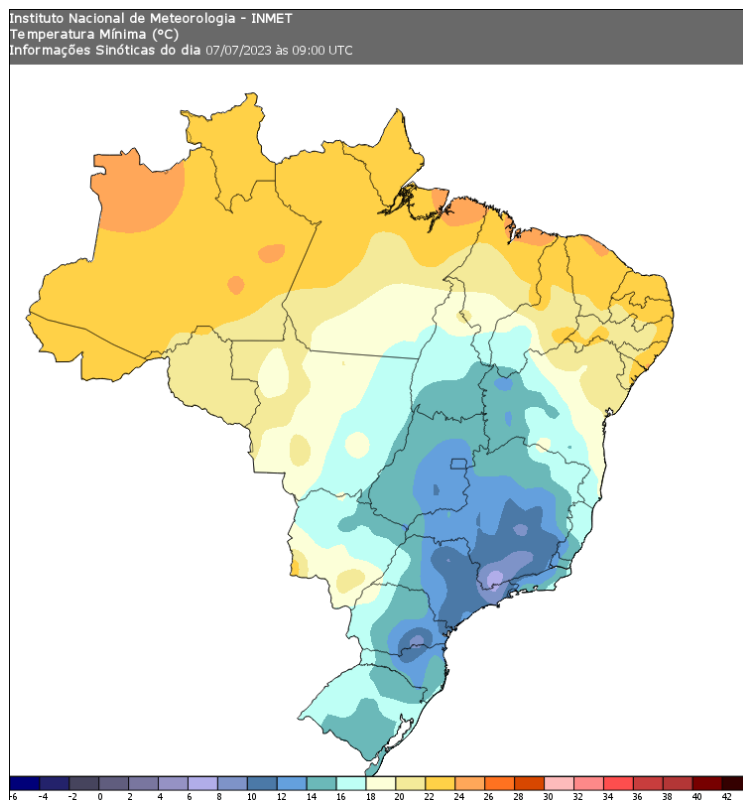 Instituto Nacional de Meteorologia - INMET
Temperatura Mínima (ºC)
Informações Sinóticas do dia 07/07/2023 às 09:00 UTC
-6 -4 -2 0 2 4 6 8 10 12 14 16 18 20 22 24 26 28 30 32 34 36 38 40 42